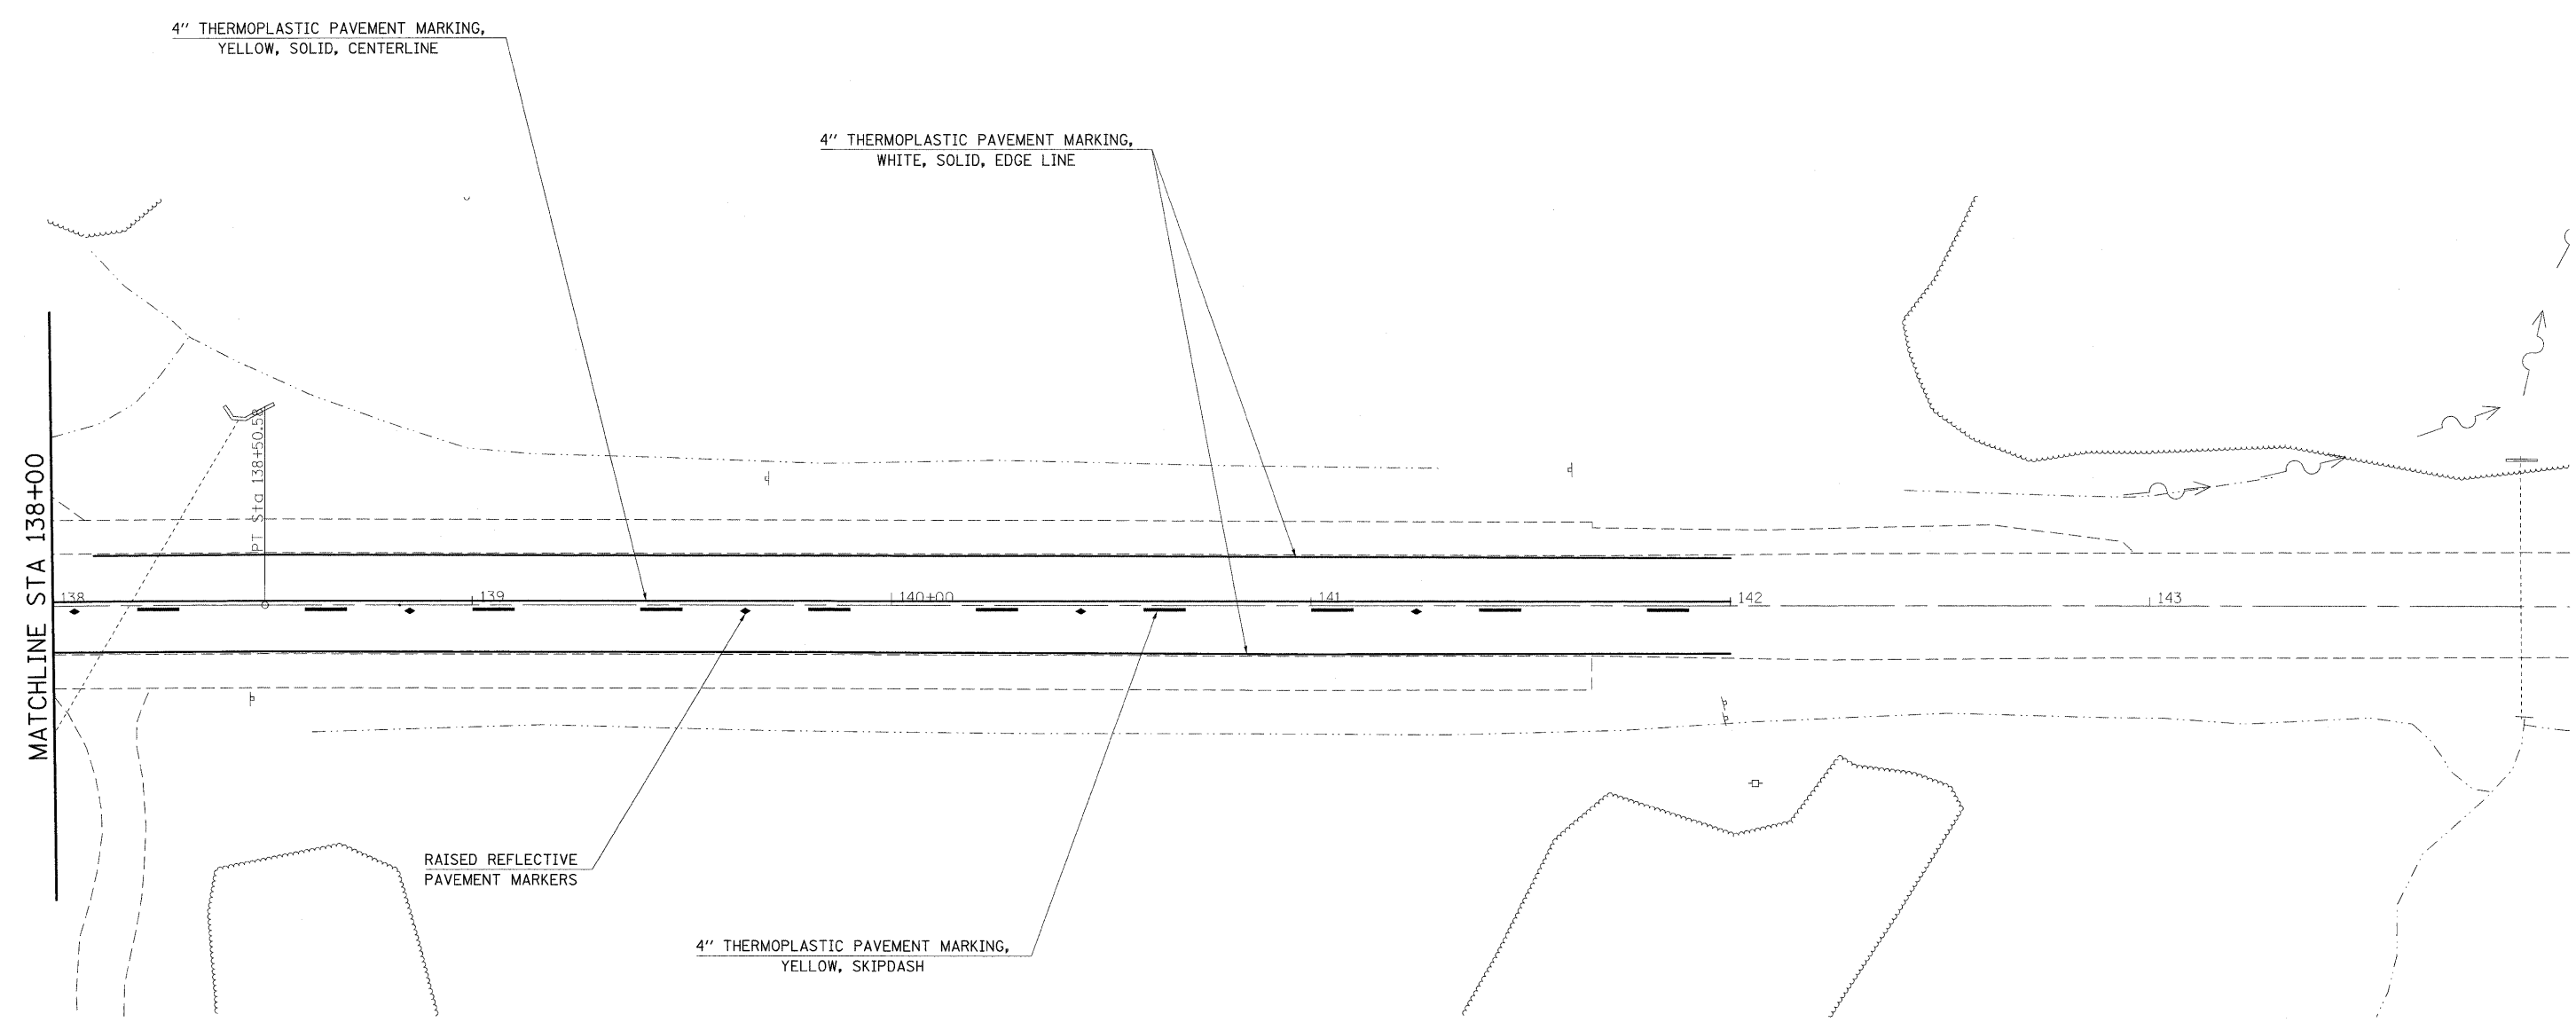 4" THERMOPLASTIC PAVEMENT MARKING,
YELLOW, SOLID, CENTERLINE
4" THERMOPLASTIC PAVEMENT MARKING,
WHITE, SOLID, EDGE LINE
MATCHLINE STA 138+00
PT Sta 138+50.58
138
139
140+00
141
142
143
RAISED REFLECTIVE
PAVEMENT MARKERS
4" THERMOPLASTIC PAVEMENT MARKING,
YELLOW, SKIPDASH